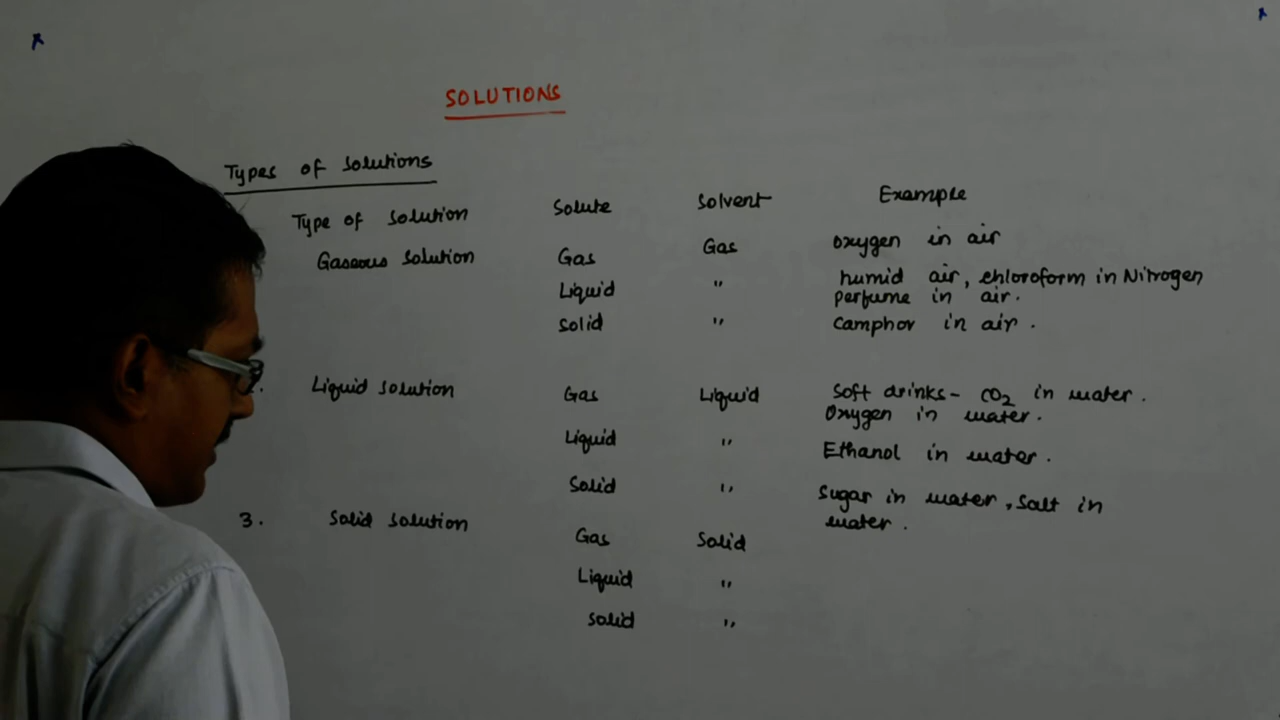 SOLUTIONS
Types of solutions
Type of solution Solute Solvent Example
Gaseous solution Gas Gas oxygen in air
Liquid " humid air, chloroform in Nitrogen
perfume in air.
Solid " Camphor in air.
Liquid solution Gas Liquid Soft drinks - CO2 in water.
Oxygen in water.
Liquid " Ethanol in water.
Solid " Sugar in water, Salt in
water.
3. Solid solution Gas Solid
Liquid "
solid "